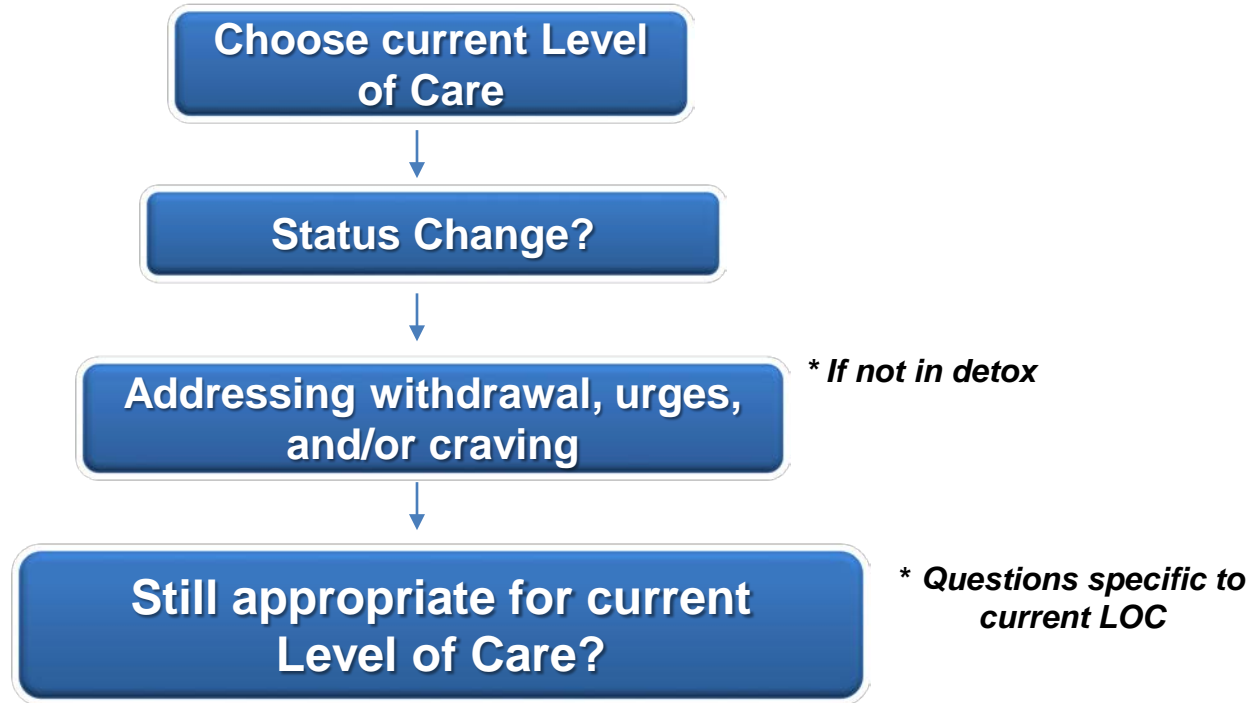 Choose current Level
of Care
Status Change?
Addressing withdrawal, urges,
and/or craving
* If not in detox
Still appropriate for current
Level of Care?
* Questions specific to
current LOC